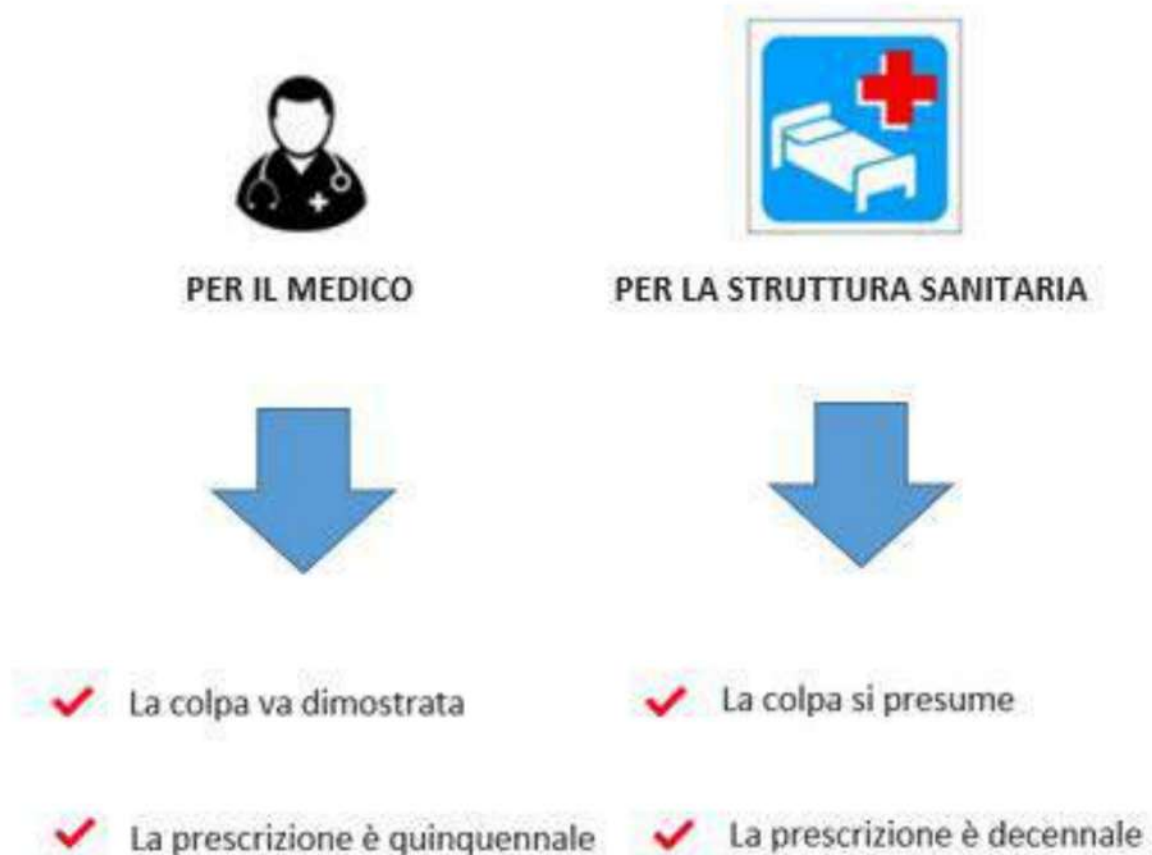 PER IL MEDICO
PER LA STRUTTURA SANITARIA
La colpa va dimostrata
La colpa si presume
La prescrizione è quinquennale
La prescrizione è decennale